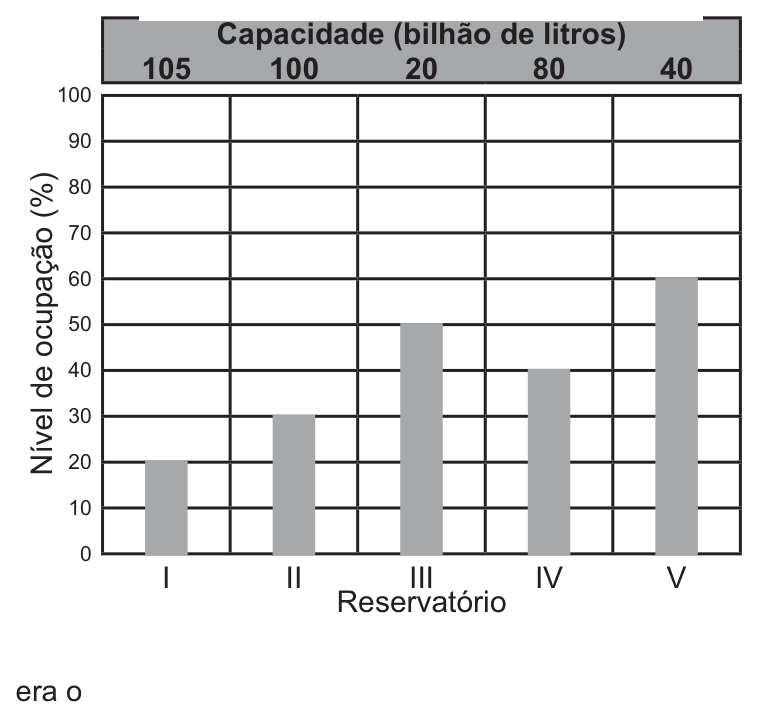 Capacidade (bilhão de litros)
105 100 20 80 40
Nível de ocupação (%)
100
90
80
70
60
50
40
30
20
10
0
I II III IV V
Reservatório
era o